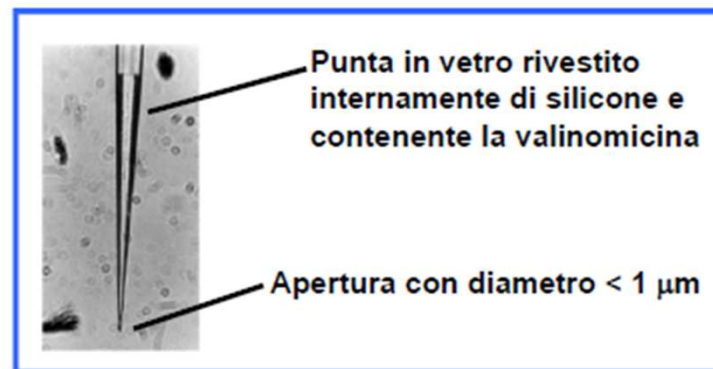 Punta in vetro rivestito
internamente di silicone e
contenente la valinomicina
Apertura con diametro < 1 μm